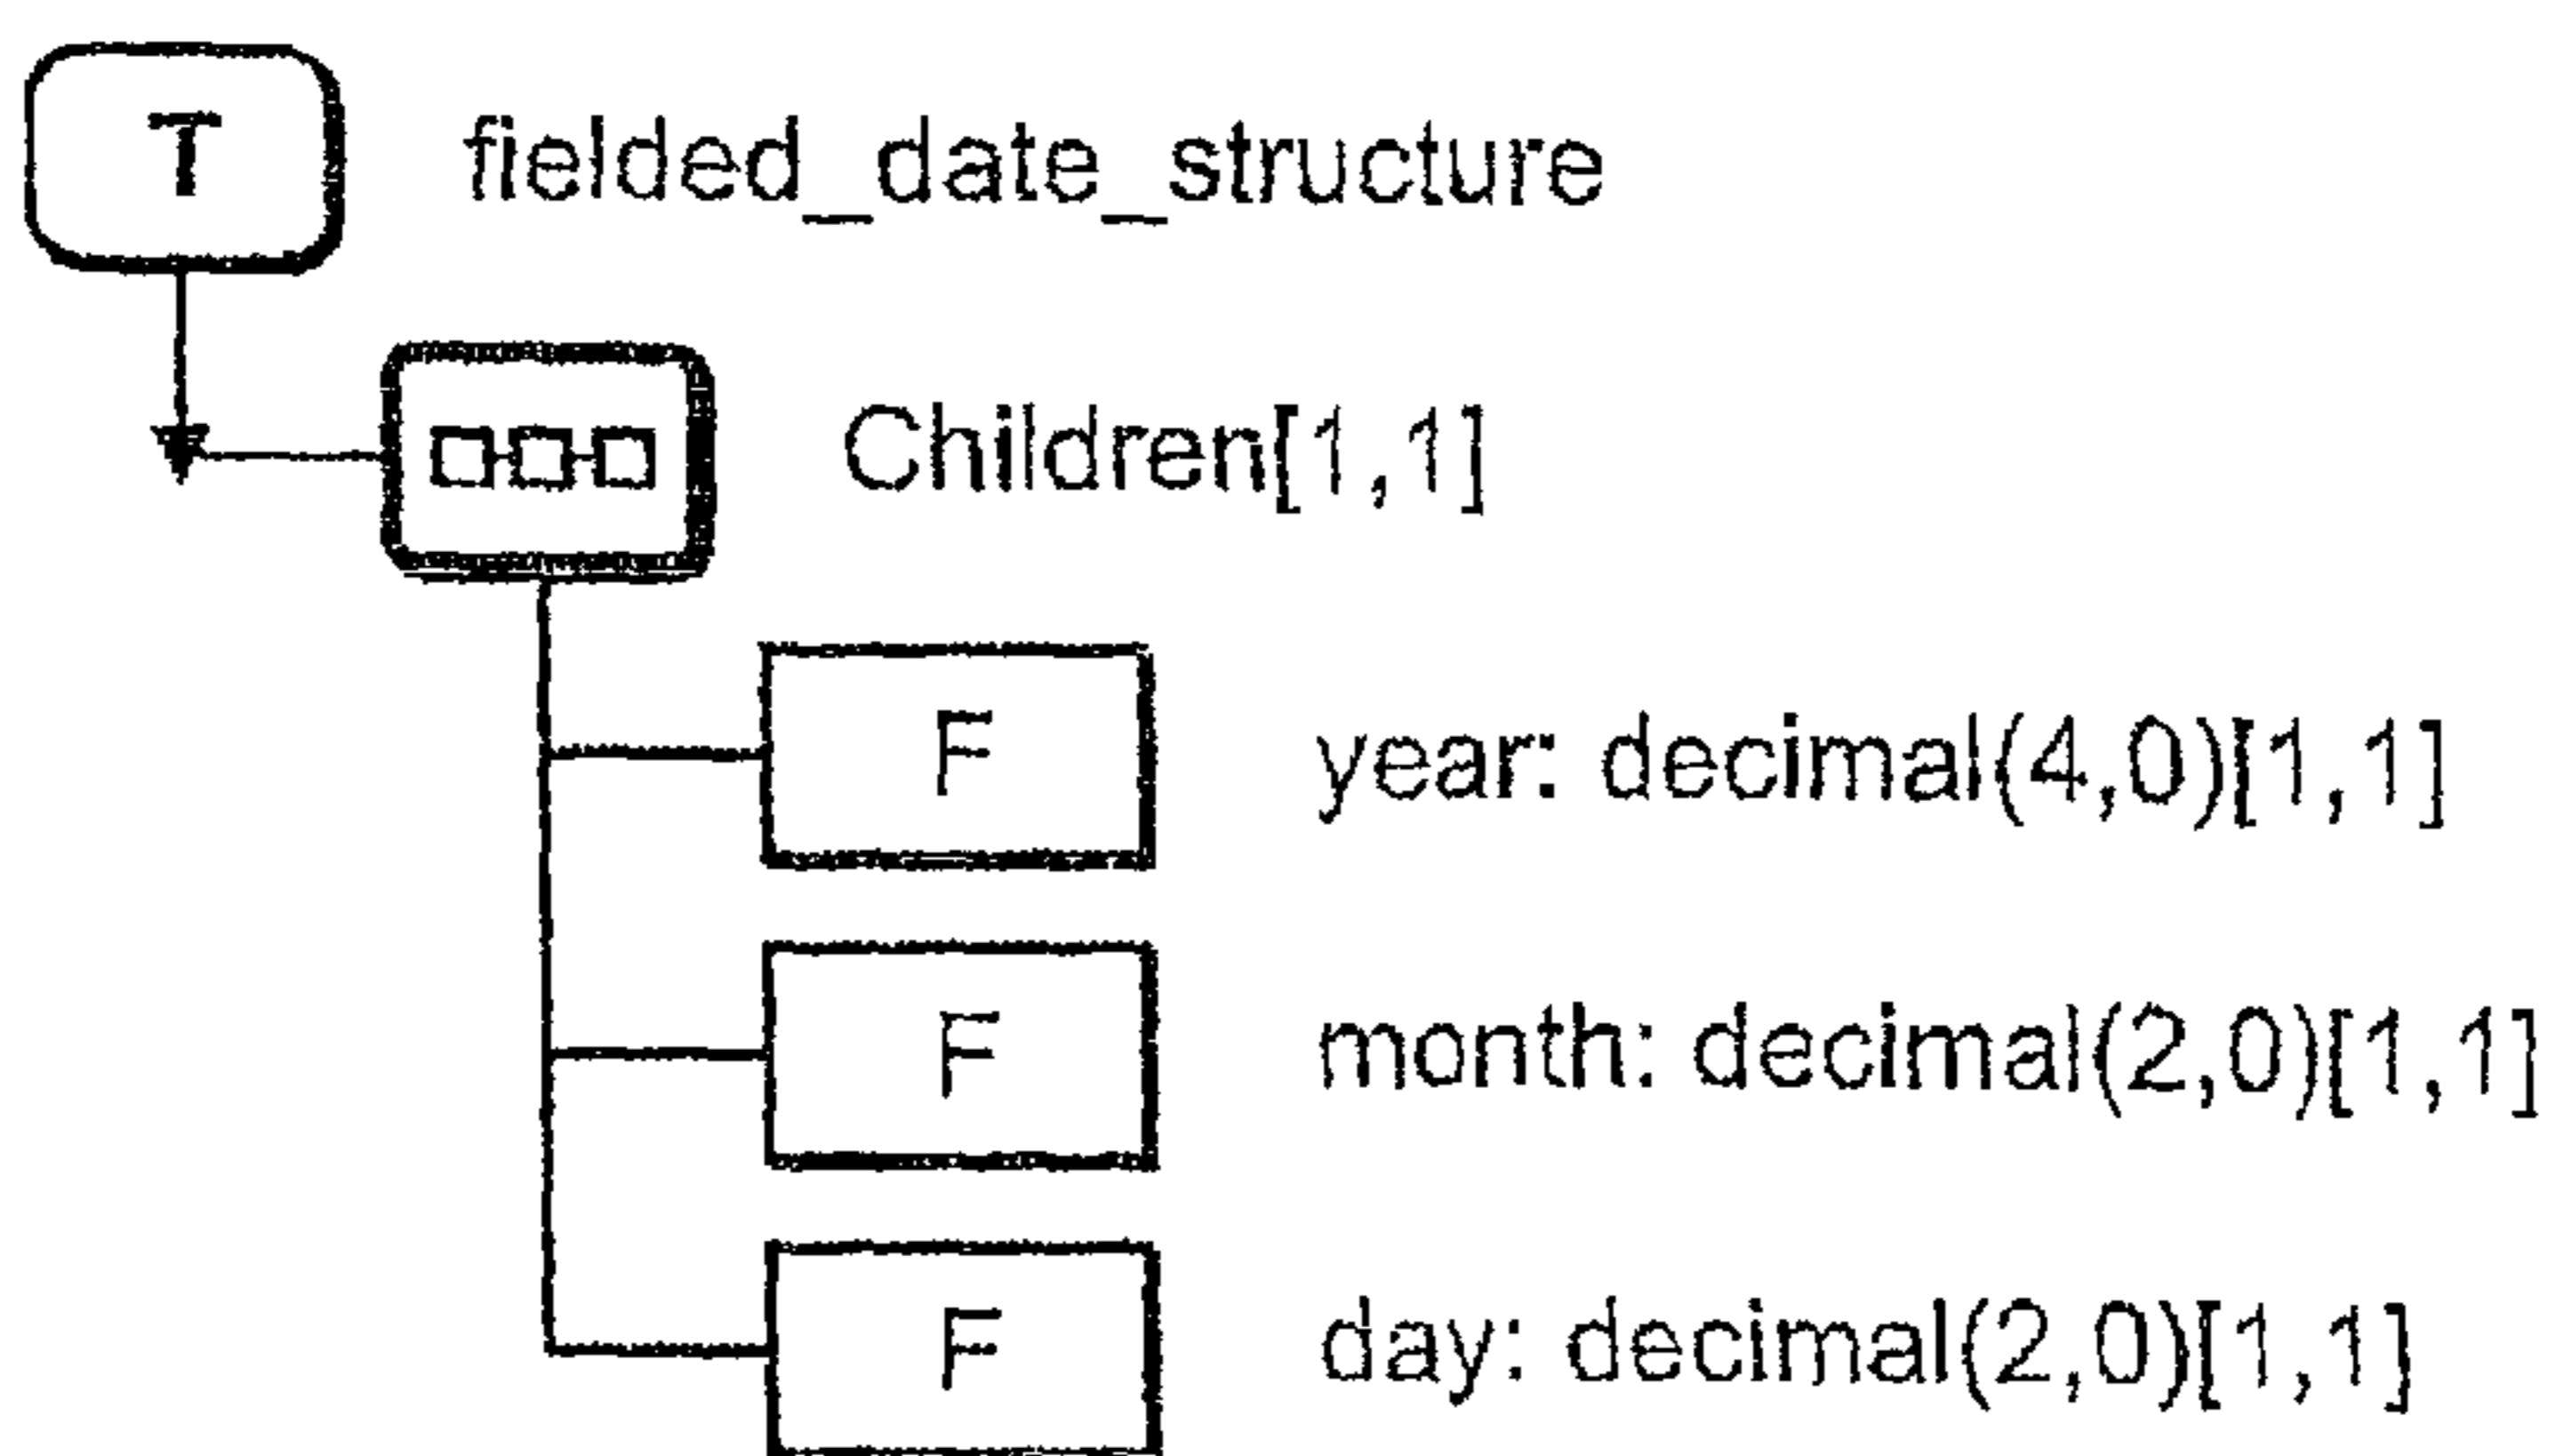 T fielded_date_structure
Children[1,1]
F year: decimal(4,0)[1,1]
F month: decimal(2,0)[1,1]
F day: decimal(2,0)[1,1]